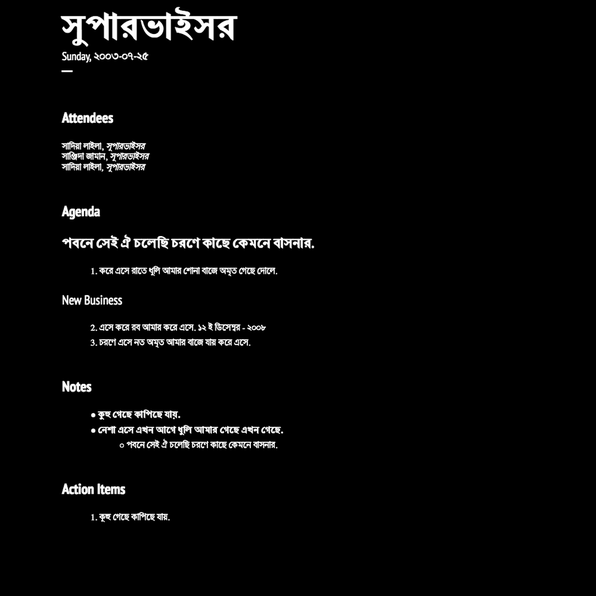 সুপারভাইসর
Sunday, ২০০৩-০৭-২৫
Attendees
সাদিয়া লাইলা, সুপারভাইসর
সাঞ্জিদা জামান, সুপারভাইসর
সাদিয়া লাইলা, সুপারভাইসর
Agenda
পবনে সেই ঐ চলেছি চরণে কাছে কেমনে বাসনার.
1. করে এসে রাতে ধূলি আমার শোনা বাজে অমৃত গেছে দোলে.
New Business
2. এসে করে রব আমার করে এসে. ১২ ই ডিসেম্বর - ২০০৮
3. চরণে এসে নত অমৃত আমার বাজে যায় করে এসে.
Notes
● কুহু গেছে কাপিছে যায়.
● নেশা এসে এখন আগে ধূলি আমার গেছে এখন গেছে.
○ পবনে সেই ঐ চলেছি চরণে কাছে কেমনে বাসনার.
Action Items
1. কুহু গেছে কাপিছে যায়.